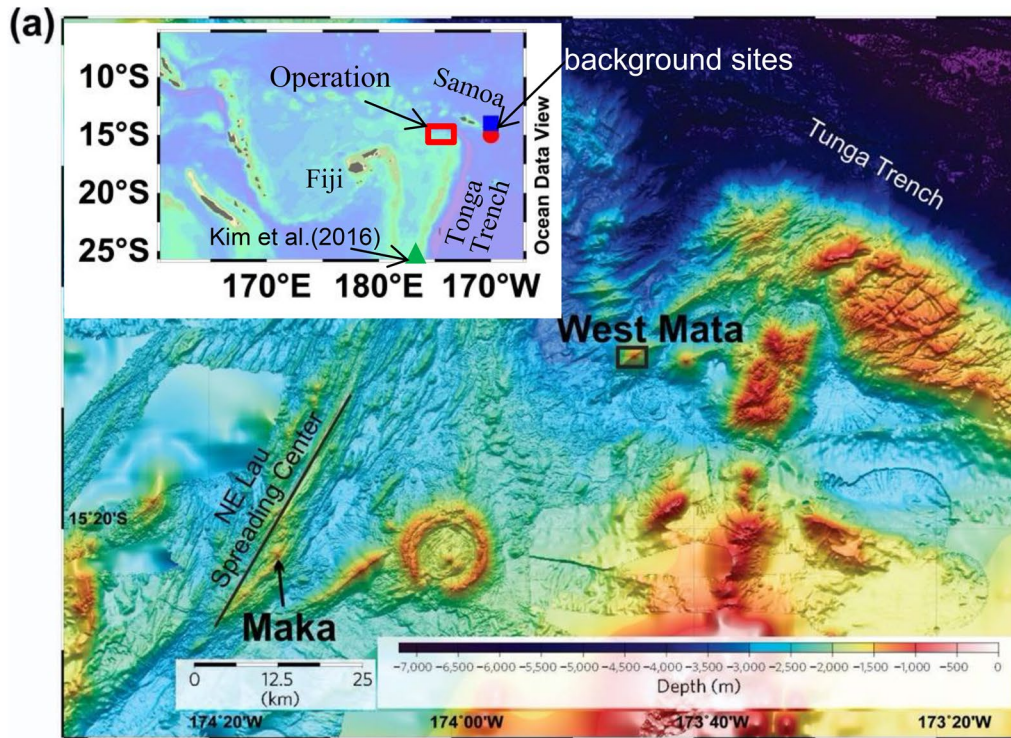 (a)
10°S
15°S
20°S
25°S
170°E 180°E 170°W
Operation
Samoa
background sites
Fiji
Tonga
Trench
Kim et al.(2016)
Ocean Data View
Tunga Trench
West Mata
NE Lau
Spreading Center
15°20'S
Maka
0 12.5 25
(km)
−7,000 −6,500 −6,000 −5,500 −5,000 −4,500 −4,000 −3,500 −3,000 −2,500 −2,000 −1,500 −1,000 −500 0
Depth (m)
174°20'W 174°00'W 173°40'W 173°20'W